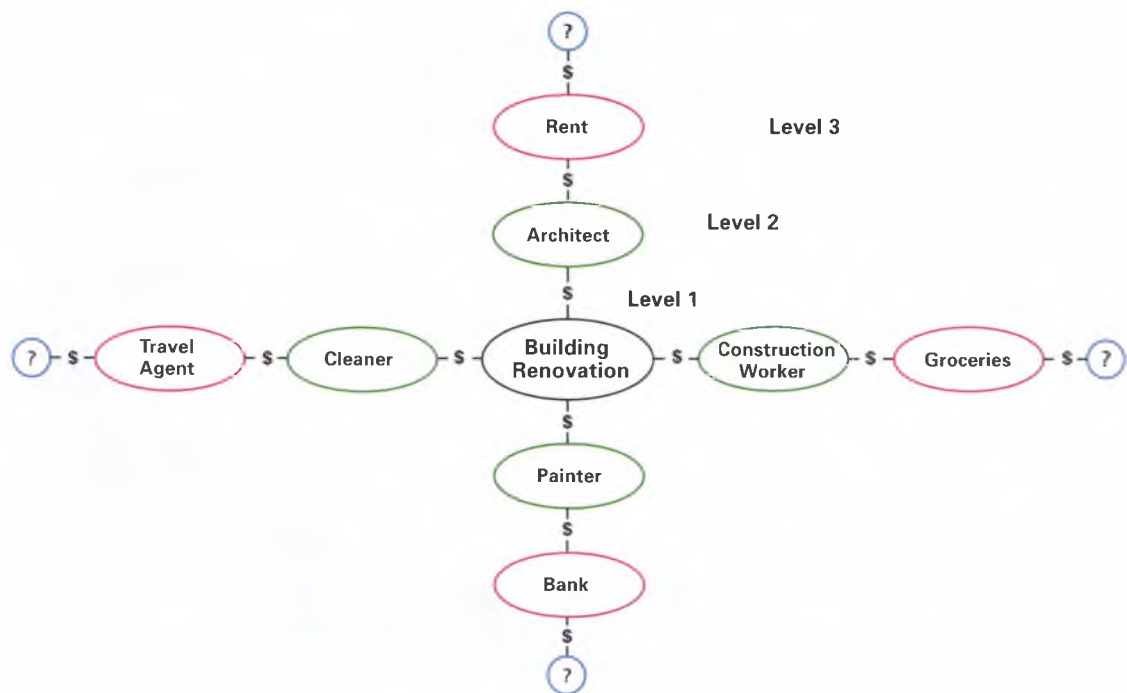 ?
$
Rent
Level 3
$
Architect
Level 2
$
Level 1
? $ Travel Agent $ Cleaner $ Building Renovation $ Construction Worker $ Groceries $ ?
$
Painter
$
Bank
$
?